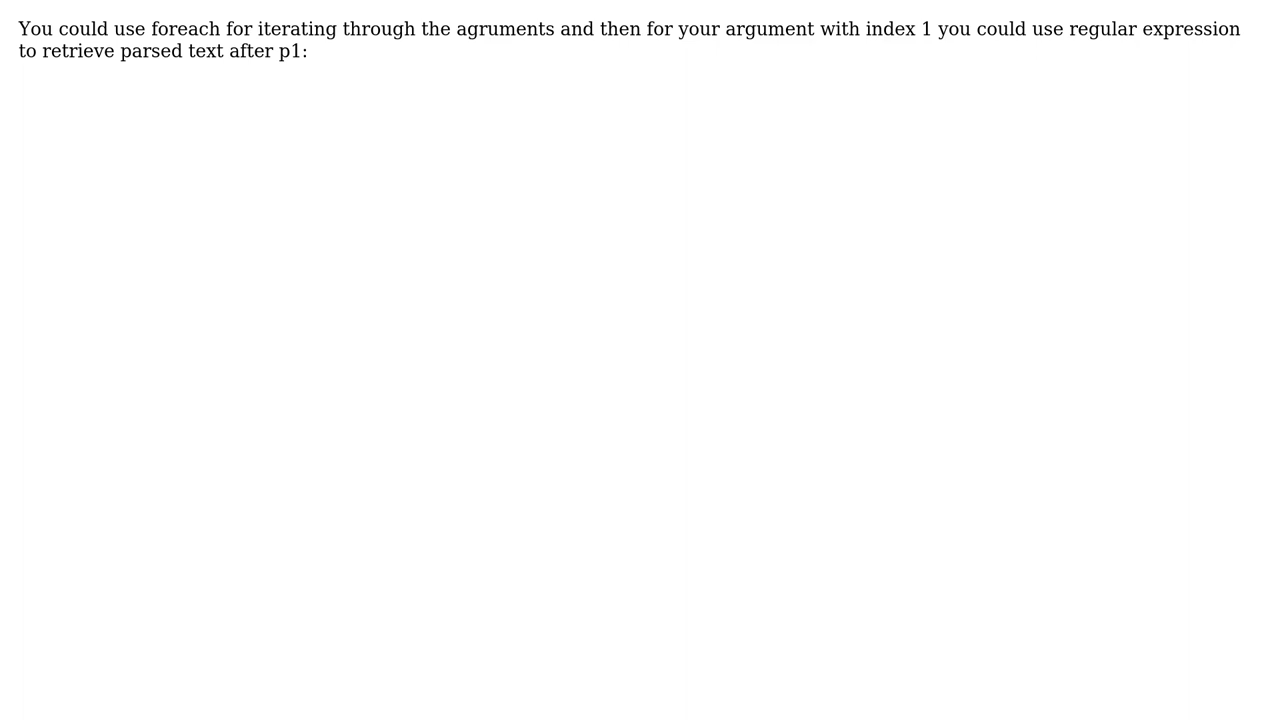 You could use foreach for iterating through the agruments and then for your argument with index 1 you could use regular expression
to retrieve parsed text after p1: